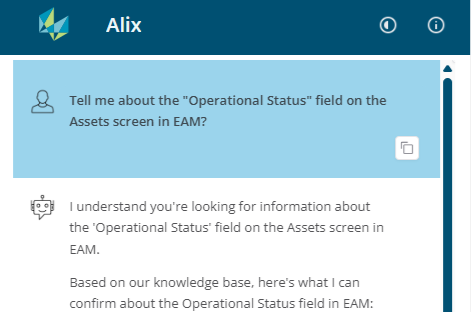 Alix
Tell me about the "Operational Status" field on the
Assets screen in EAM?
I understand you're looking for information about
the 'Operational Status' field on the Assets screen in
EAM.
Based on our knowledge base, here's what I can
confirm about the Operational Status field in EAM: